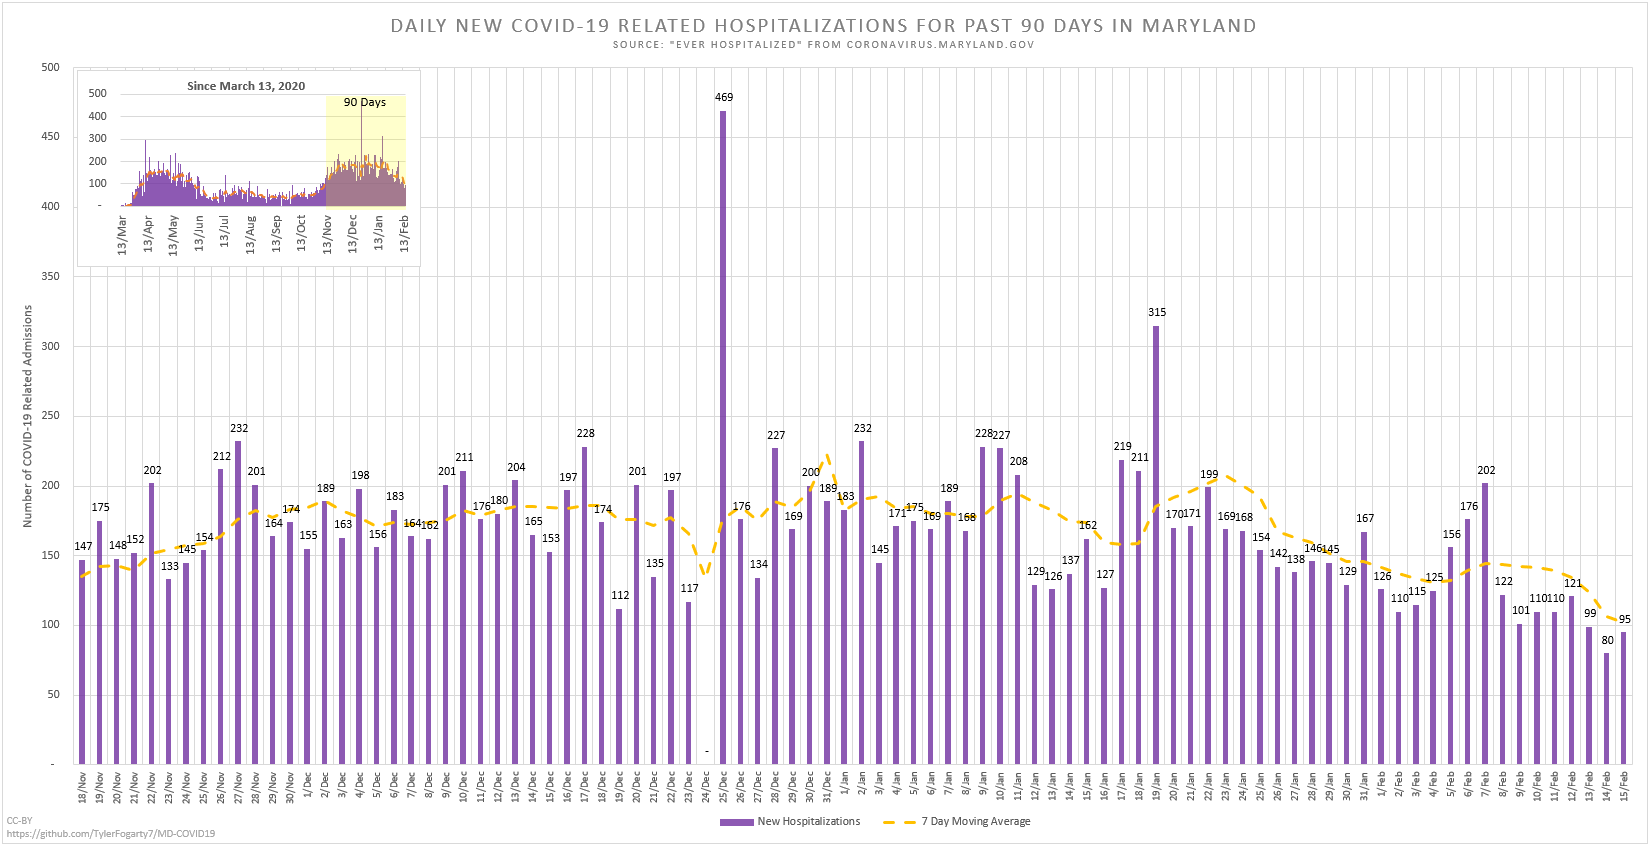 DAILY NEW COVID-19 RELATED HOSPITALIZATIONS FOR PAST 90 DAYS IN MARYLAND
SOURCE: "EVER HOSPITALIZED" FROM CORONAVIRUS.MARYLAND.GOV
Number of COVID-19 Related Admissions
500
450
400
350
300
250
200
150
100
50
-
Since March 13, 2020
90 Days
500
400
300
200
100
-
13/Mar
13/Apr
13/May
13/Jun
13/Jul
13/Aug
13/Sep
13/Oct
13/Nov
13/Dec
13/Jan
13/Feb
147
175
148
152
202
133
145
154
212
232
201
164
174
155
189
163
198
156
183
164
162
201
211
176
180
204
165
153
197
228
174
112
201
135
197
117
-
469
176
134
227
169
200
189
183
232
145
171
175
169
189
168
228
227
208
129
126
137
162
127
219
211
315
170
171
199
169
168
154
142
138
146
145
129
167
126
110
115
125
156
176
202
122
101
110
110
121
99
80
95
18/Nov
19/Nov
20/Nov
21/Nov
22/Nov
23/Nov
24/Nov
25/Nov
26/Nov
27/Nov
28/Nov
29/Nov
30/Nov
1/Dec
2/Dec
3/Dec
4/Dec
5/Dec
6/Dec
7/Dec
8/Dec
9/Dec
10/Dec
11/Dec
12/Dec
13/Dec
14/Dec
15/Dec
16/Dec
17/Dec
18/Dec
19/Dec
20/Dec
21/Dec
22/Dec
23/Dec
24/Dec
25/Dec
26/Dec
27/Dec
28/Dec
29/Dec
30/Dec
31/Dec
1/Jan
2/Jan
3/Jan
4/Jan
5/Jan
6/Jan
7/Jan
8/Jan
9/Jan
10/Jan
11/Jan
12/Jan
13/Jan
14/Jan
15/Jan
16/Jan
17/Jan
18/Jan
19/Jan
20/Jan
21/Jan
22/Jan
23/Jan
24/Jan
25/Jan
26/Jan
27/Jan
28/Jan
29/Jan
30/Jan
31/Jan
1/Feb
2/Feb
3/Feb
4/Feb
5/Feb
6/Feb
7/Feb
8/Feb
9/Feb
10/Feb
11/Feb
12/Feb
13/Feb
14/Feb
15/Feb
New Hospitalizations
7 Day Moving Average
CC-BY
https://github.com/TylerFogarty7/MD-COVID19